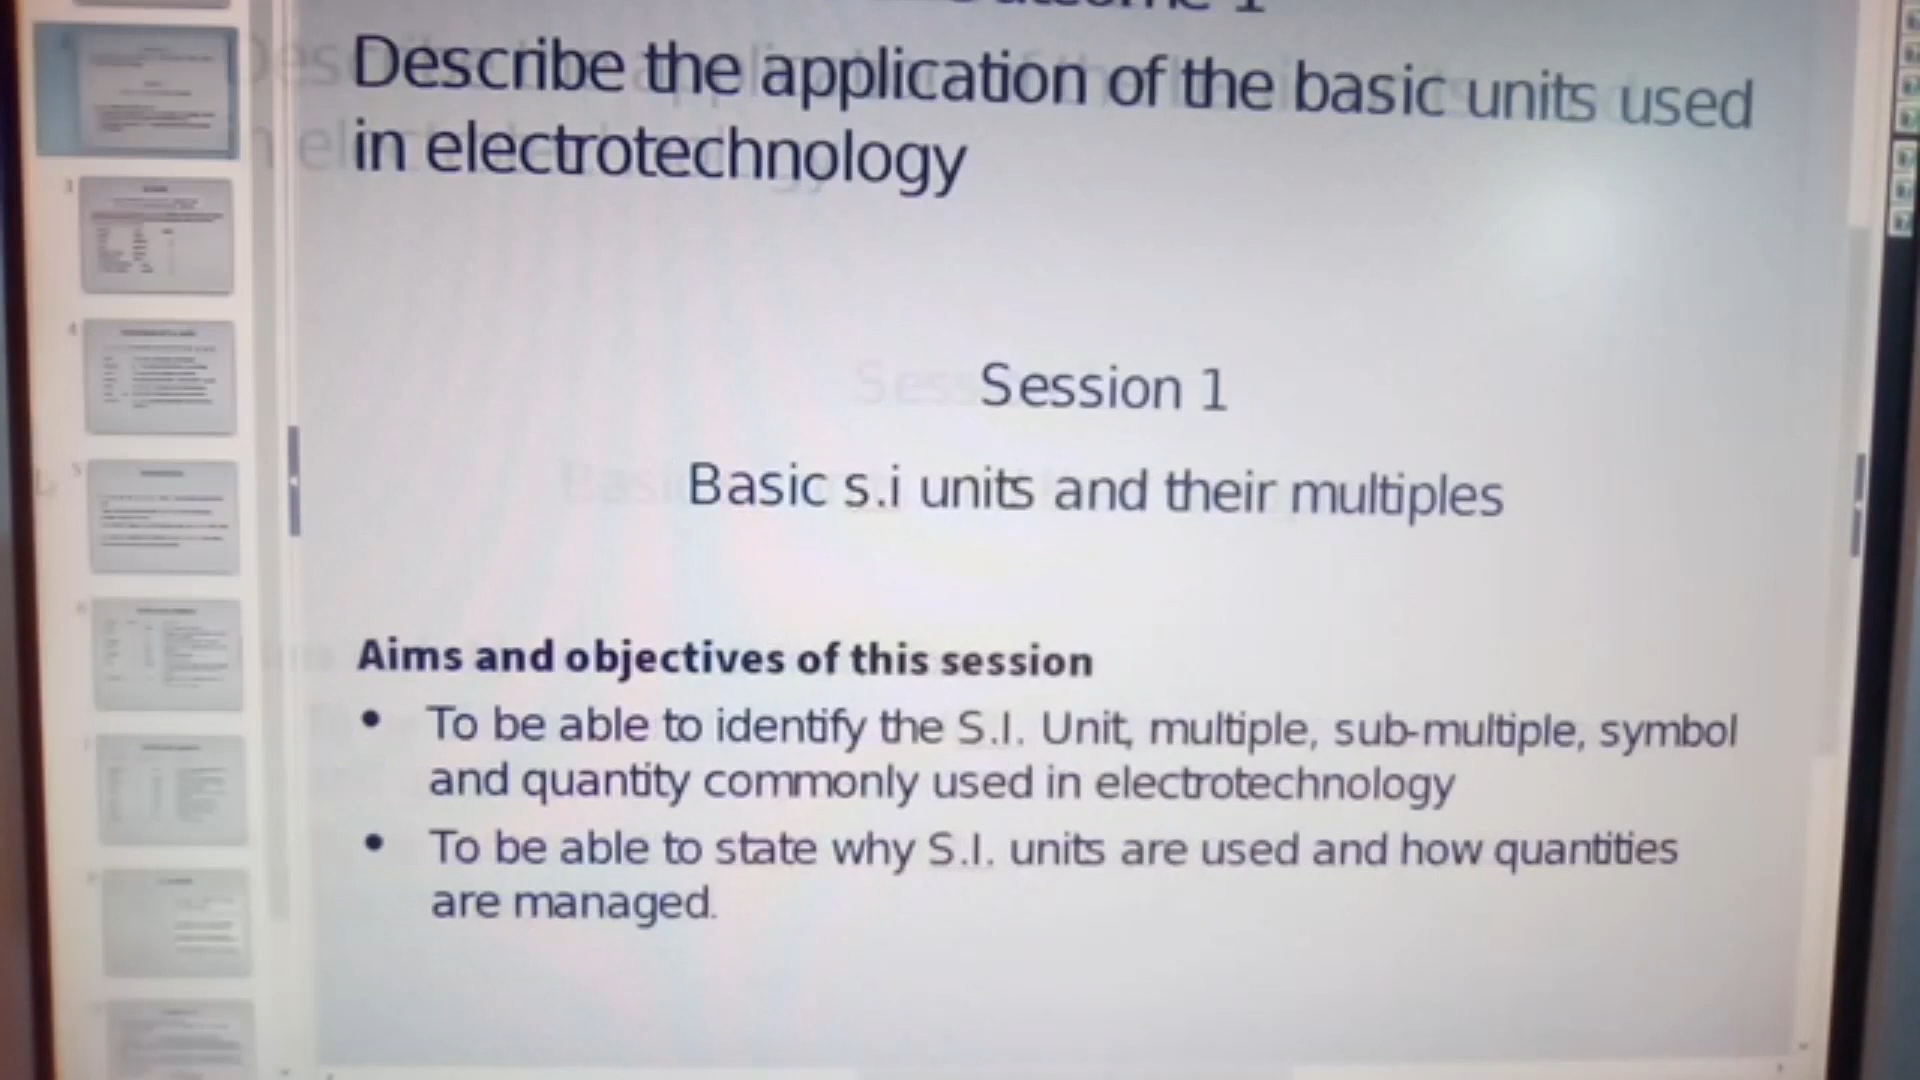 Describe the application of the basic units used
in electrotechnology
Session 1
Basic s.i units and their multiples
Aims and objectives of this session
• To be able to identify the S.I. Unit, multiple, sub-multiple, symbol
and quantity commonly used in electrotechnology
• To be able to state why S.I. units are used and how quantities
are managed.